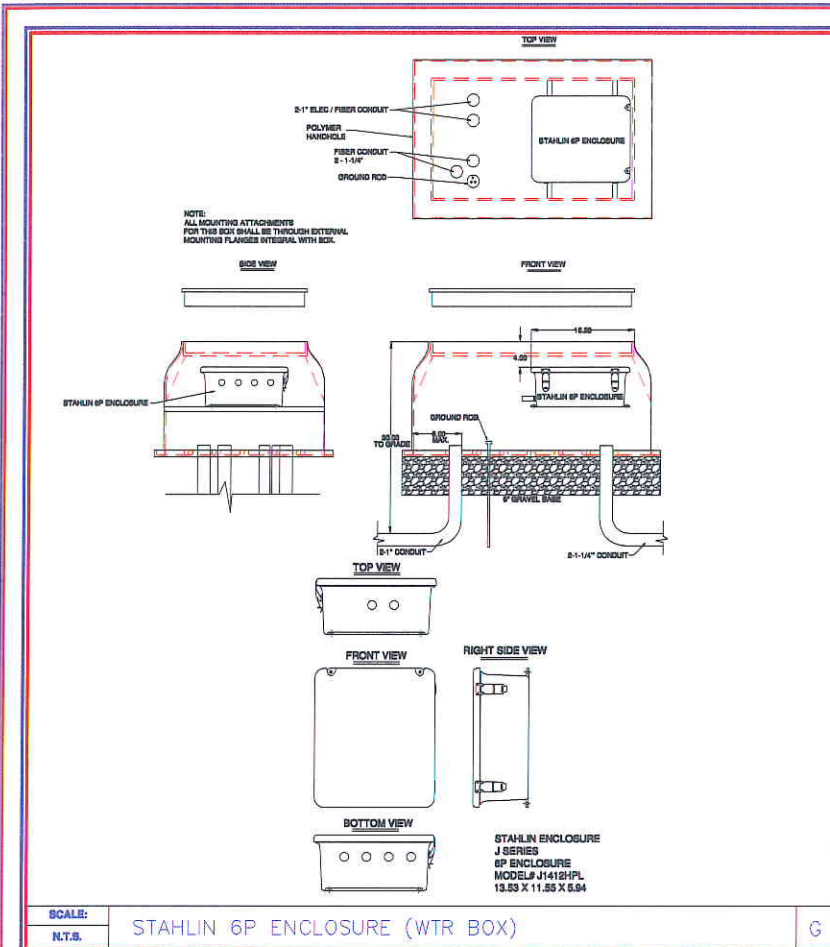 TOP VIEW
2-1" ELEC / FIBER CONDUIT
POLYMER
HANDHOLE
FIBER CONDUIT
2 - 1-1/4"
GROUND ROD
STAHLIN 6P ENCLOSURE
NOTE:
ALL MOUNTING ATTACHMENTS
FOR THIS BOX SHALL BE THROUGH EXTERNAL
MOUNTING FLANGES INTEGRAL WITH BOX.
SIDE VIEW
FRONT VIEW
4.00
STAHLIN 6P ENCLOSURE
STAHLIN 6P ENCLOSURE
GROUND ROD
TO GRADE
MAX.
6" GRAVEL BASE
2-1" CONDUIT
2-1-1/4" CONDUIT
TOP VIEW
FRONT VIEW
RIGHT SIDE VIEW
BOTTOM VIEW
STAHLIN ENCLOSURE
J SERIES
6P ENCLOSURE
MODEL# J1412HPL
13.53 X 11.55 X 5.94
SCALE:
N.T.S.
STAHLIN 6P ENCLOSURE (WTR BOX)
G